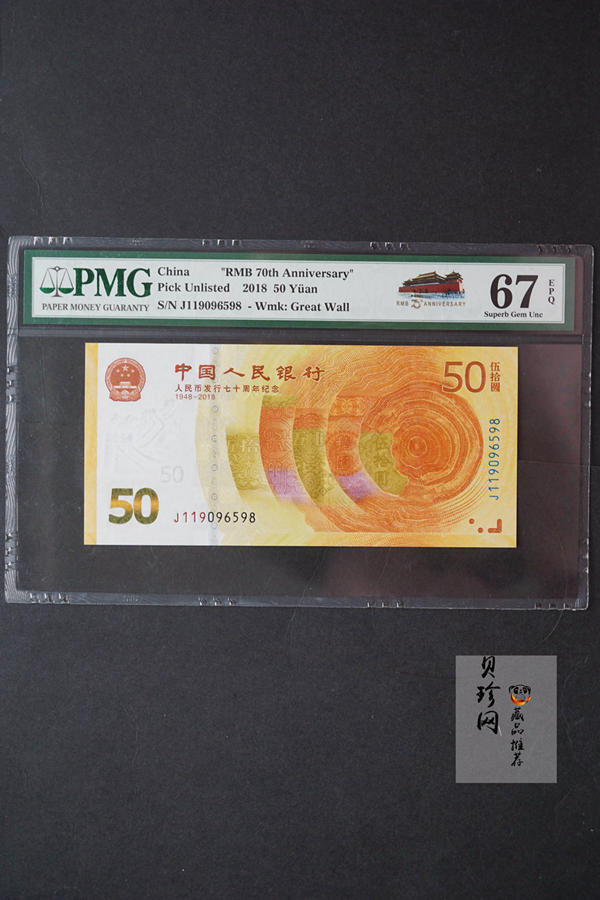 PMG
PAPER MONEY GUARANTY
China "RMB 70th Anniversary"
Pick Unlisted 2018 50 Yüan
S/N J119096598 - Wmk: Great Wall
RMB 70 ANNIVERSARY
67 EPQ
Superb Gem Unc
中国人民银行
人民币发行七十周年纪念
1948-2018
50 伍拾圆
50
50
J119096598
J119096598
贝珍网
藏品推荐